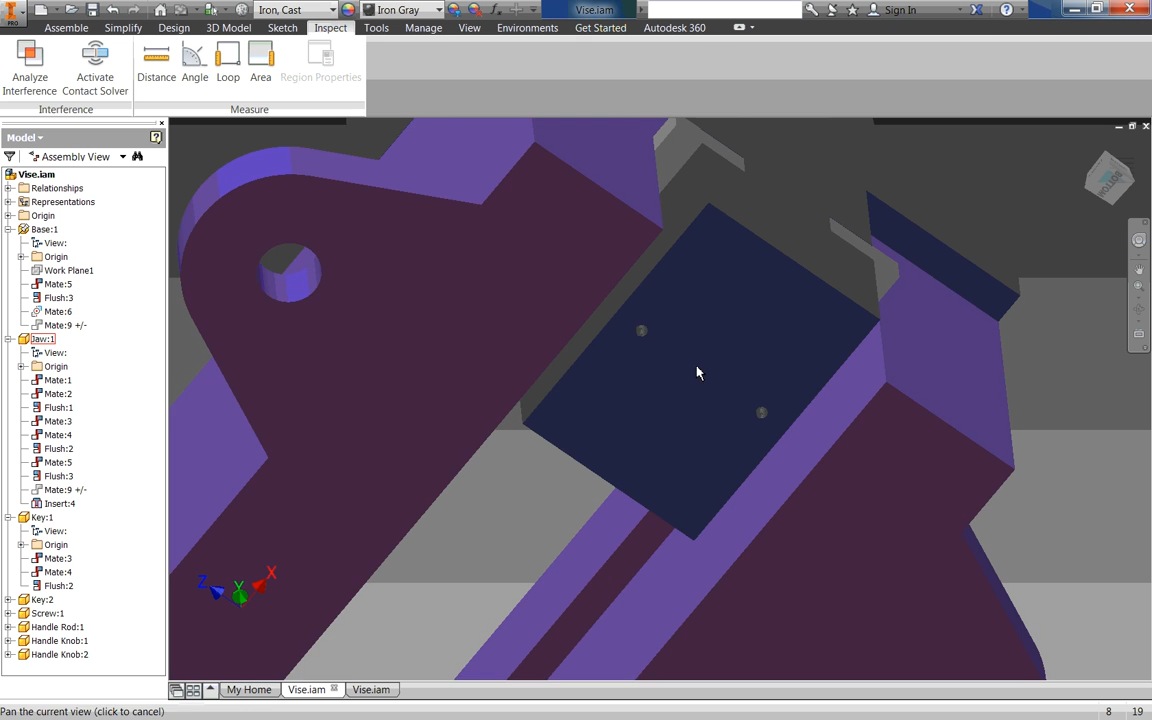 PRO
Iron, Cast
Iron Gray
Vise.iam
Sign In
Assemble Simplify Design 3D Model Sketch Inspect Tools Manage View Environments Get Started Autodesk 360
Analyze Interference
Activate Contact Solver
Distance
Angle
Loop
Area
Region Properties
Interference
Measure
Model
Assembly View
Vise.iam
Relationships
Representations
Origin
Base:1
View:
Origin
Work Plane1
Mate:5
Flush:3
Mate:6
Mate:9 +/-
Jaw:1
View:
Origin
Mate:1
Mate:2
Flush:1
Mate:3
Mate:4
Flush:2
Mate:5
Flush:3
Mate:9 +/-
Insert:4
Key:1
View:
Origin
Mate:3
Mate:4
Flush:2
Key:2
Screw:1
Handle Rod:1
Handle Knob:1
Handle Knob:2
BOTTOM
Z Y X
My Home Vise.iam Vise.iam
Pan the current view (click to cancel) 8 19